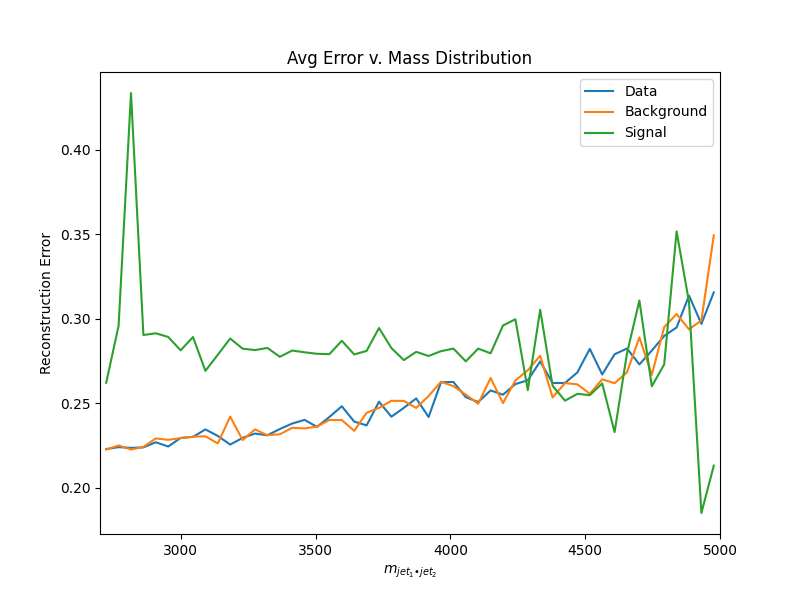 Avg Error v. Mass Distribution
Data
Background
Signal
Reconstruction Error
0.40
0.35
0.30
0.25
0.20
3000
3500
4000
4500
5000
m_{jet_1•jet_2}